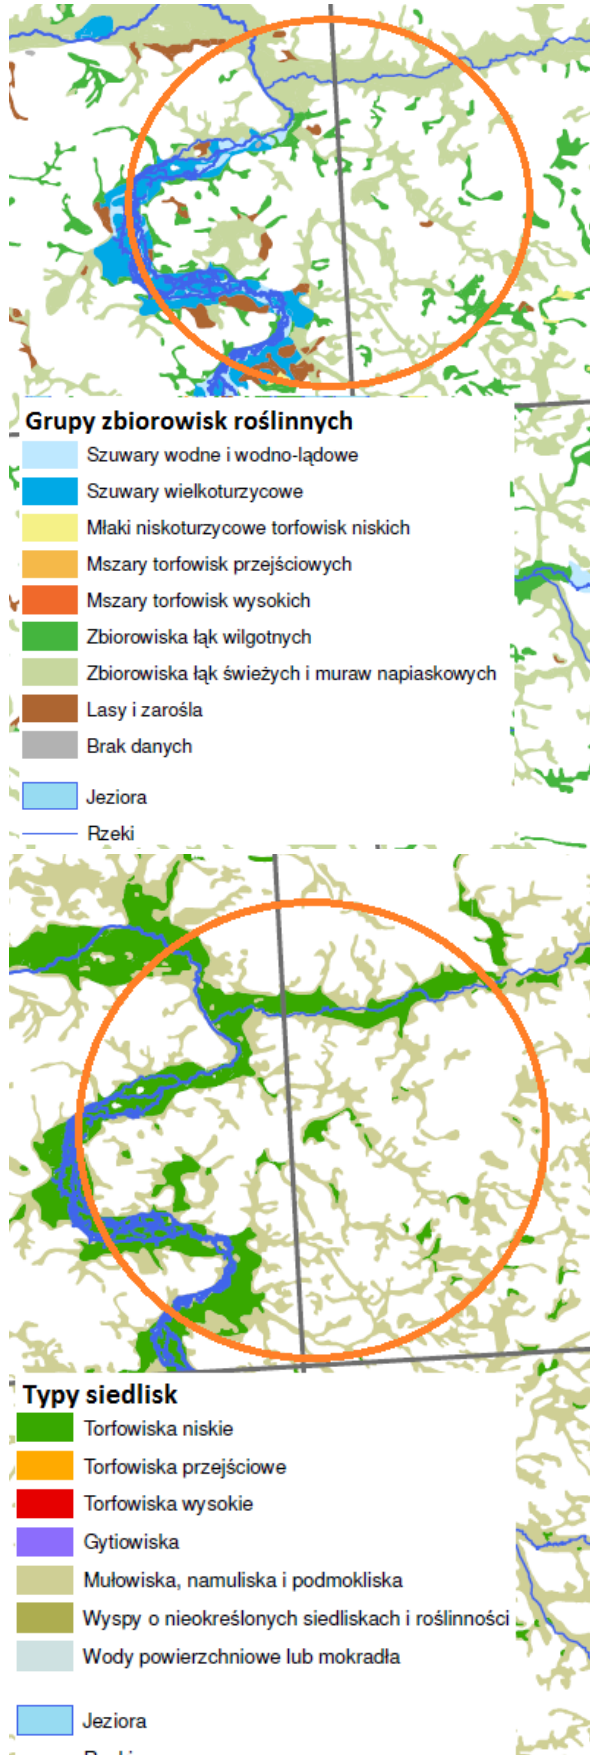 Grupy zbiorowisk roślinnych
Szuwary wodne i wodno-lądowe
Szuwary wielkoturzycowe
Młaki niskoturzycowe torfowisk niskich
Mszary torfowisk przejściowych
Mszary torfowisk wysokich
Zbiorowiska łąk wilgotnych
Zbiorowiska łąk świeżych i muraw napiaskowych
Lasy i zarośla
Brak danych
Jeziora
Rzeki
Typy siedlisk
Torfowiska niskie
Torfowiska przejściowe
Torfowiska wysokie
Gytiowiska
Mułowiska, namuliska i podmokliska
Wyspy o nieokreślonych siedliskach i roślinności
Wody powierzchniowe lub mokradła
Jeziora